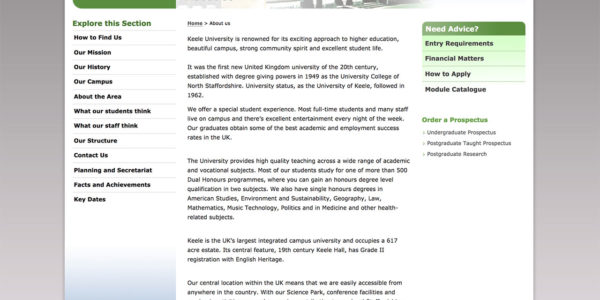 Explore this Section
How to Find Us
Our Mission
Our History
Our Campus
About the Area
What our students think
What our staff think
Our Structure
Contact Us
Planning and Secretariat
Facts and Achievements
Key Dates
Home > About us
Keele University is renowned for its exciting approach to higher education,
beautiful campus, strong community spirit and excellent student life.
It was the first new United Kingdom university of the 20th century,
established with degree giving powers in 1949 as the University College of
North Staffordshire. University status, as the University of Keele, followed in
1962.
We offer a special student experience. Most full-time students and many staff
live on campus and there's excellent entertainment every night of the week.
Our graduates obtain some of the best academic and employment success
rates in the UK.
The University provides high quality teaching across a wide range of academic
and vocational subjects. Most of our students study for one of more than 500
Dual Honours programmes, where you can gain an honours degree level
qualification in two subjects. We also have single honours degrees in
American Studies, Environment and Sustainability, Geography, Law,
Mathematics, Music Technology, Politics and in Medicine and other health-
related subjects.
Keele is the UK's largest integrated campus university and occupies a 617
acre estate. Its central feature, 19th century Keele Hall, has Grade II
registration with English Heritage.
Our central location within the UK means that we are easily accessible from
anywhere in the country. With our Science Park, conference facilities and
Need Advice?
Entry Requirements
Financial Matters
How to Apply
Module Catalogue
Order a Prospectus
Undergraduate Prospectus
Postgraduate Taught Prospectus
Postgraduate Research